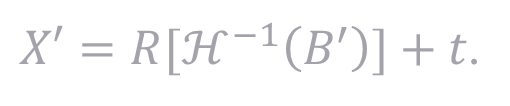 X′ = R[ℋ⁻¹(B′)] + t.